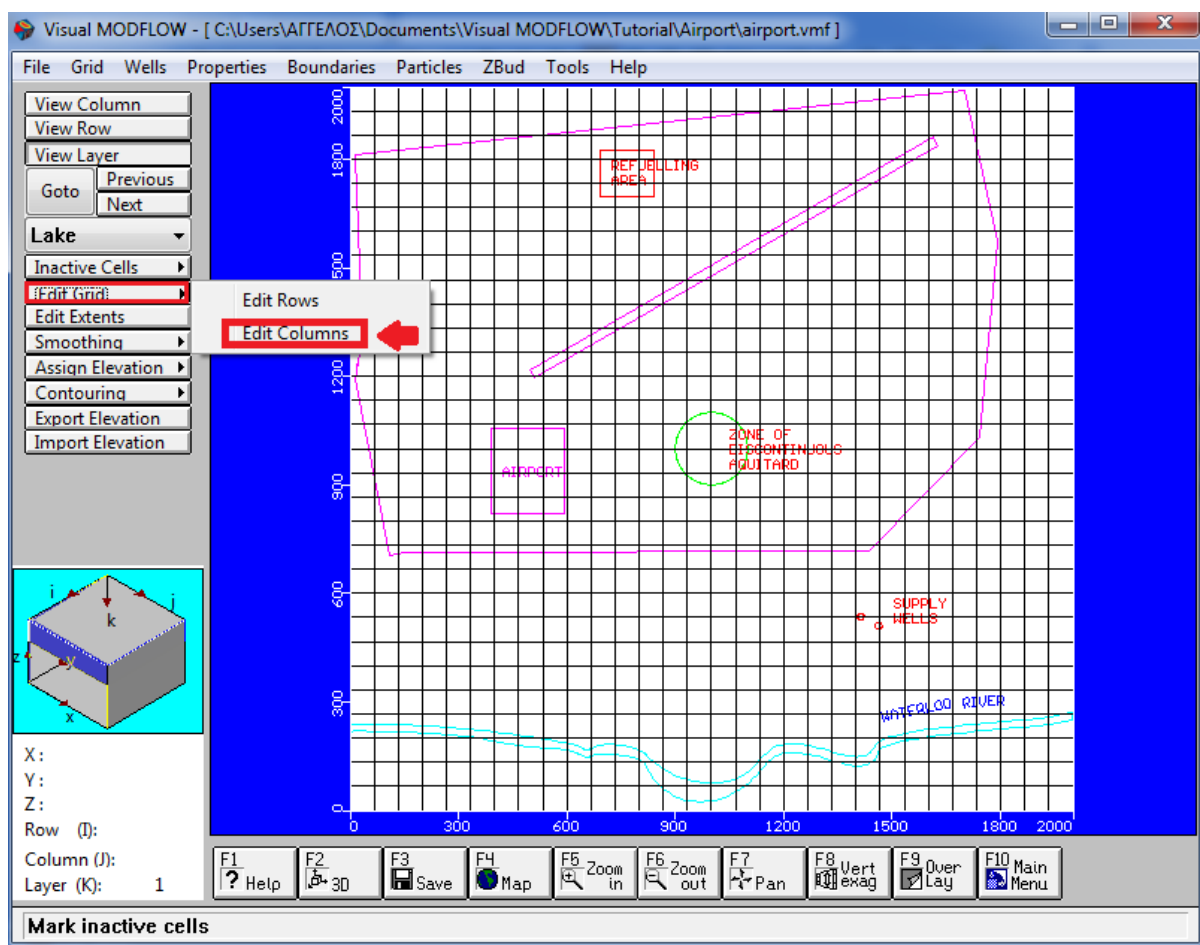 Visual MODFLOW - [ C:\Users\ΑΓΓΕΛΟΣ\Documents\Visual MODFLOW\Tutorial\Airport\airport.vmf ]
File Grid Wells Properties Boundaries Particles ZBud Tools Help
View Column
View Row
View Layer
Goto
Previous
Next
Lake
Inactive Cells
Edit Grid
Edit Extents
Smoothing
Assign Elevation
Contouring
Export Elevation
Import Elevation
Edit Rows
Edit Columns
2000
1800
500
1200
900
600
300
0
REFUELLING
AREA
AIRPORT
ZONE OF
DISCONTINUOUS
AQUITARD
SUPPLY
WELLS
WATERLOO RIVER
0 300 600 900 1200 1500 1800 2000
i
j
k
z
y
x
X :
Y :
Z :
Row (I):
Column (J):
Layer (K): 1
F1 ? Help
F2 3D
F3 Save
F4 Map
F5 Zoom in
F6 Zoom out
F7 Pan
F8 Vert exag
F9 Over Lay
F10 Main Menu
Mark inactive cells